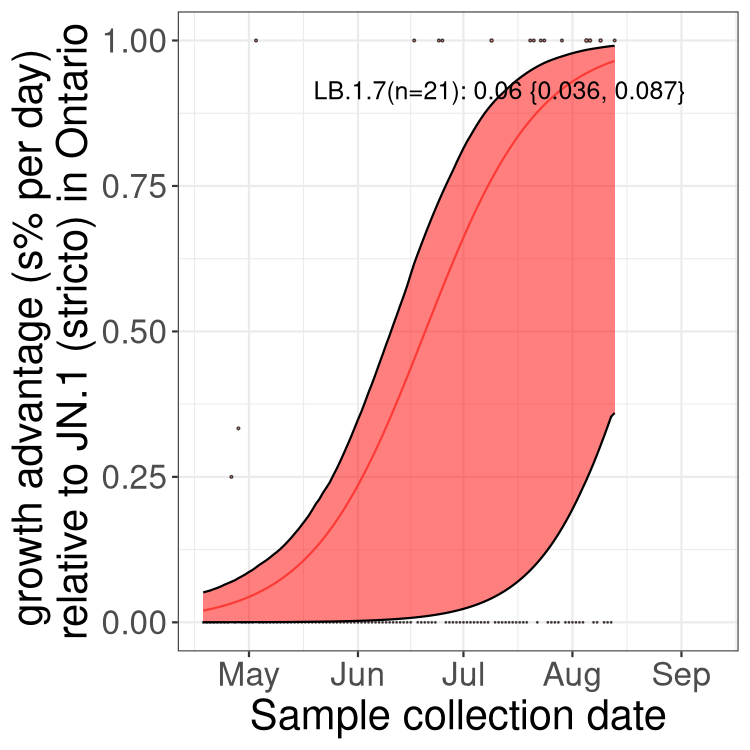 growth advantage (s% per day)
relative to JN.1 (stricto) in Ontario
1.00
0.75
0.50
0.25
0.00
LB.1.7(n=21): 0.06 {0.036, 0.087}
May Jun Jul Aug Sep
Sample collection date